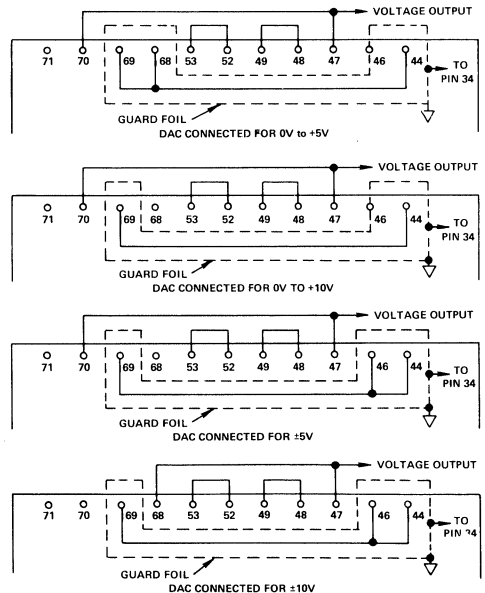 VOLTAGE OUTPUT
71 70 69 68 53 52 49 48 47 46 44
TO
PIN 34
GUARD FOIL
DAC CONNECTED FOR 0V to +5V
VOLTAGE OUTPUT
71 70 69 68 53 52 49 48 47 46 44
TO
PIN 34
GUARD FOIL
DAC CONNECTED FOR 0V TO +10V
VOLTAGE OUTPUT
71 70 69 68 53 52 49 48 47 46 44
TO
PIN 34
GUARD FOIL
DAC CONNECTED FOR ±5V
VOLTAGE OUTPUT
71 70 69 68 53 52 49 48 47 46 44
TO
PIN 34
GUARD FOIL
DAC CONNECTED FOR ±10V